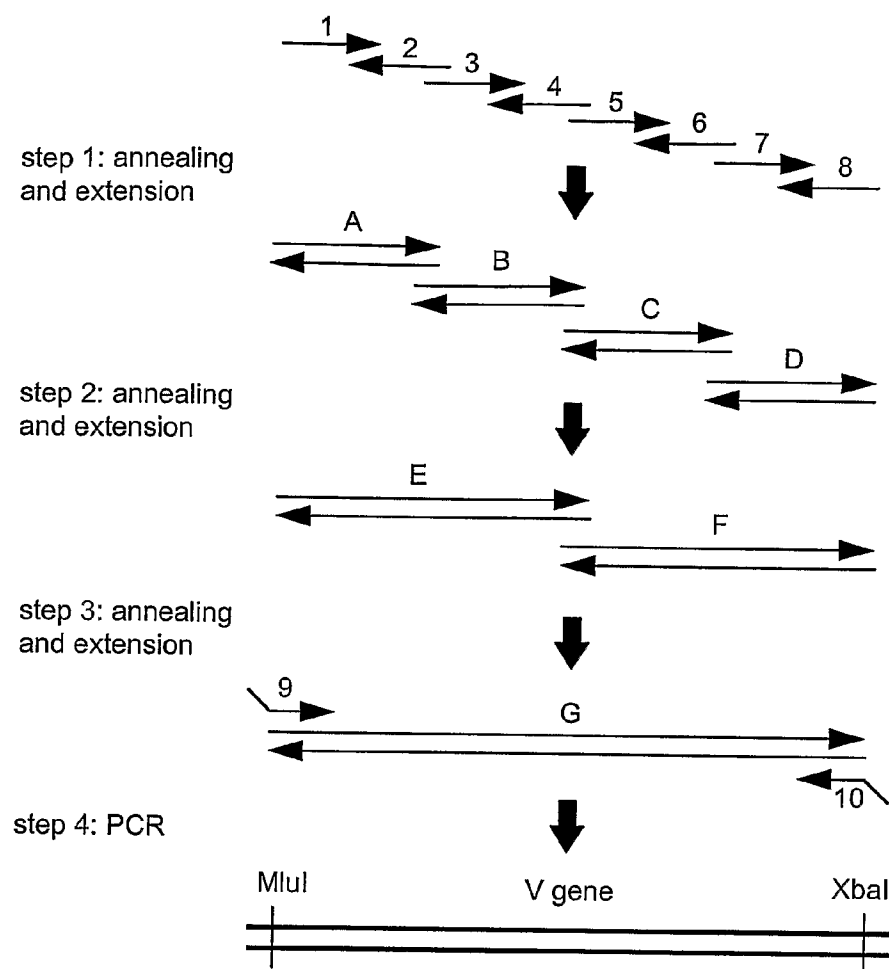 1
2
3
4
5
6
7
8
step 1: annealing
and extension
A
B
C
D
step 2: annealing
and extension
E
F
step 3: annealing
and extension
9
G
10
step 4: PCR
MluI
V gene
XbaI